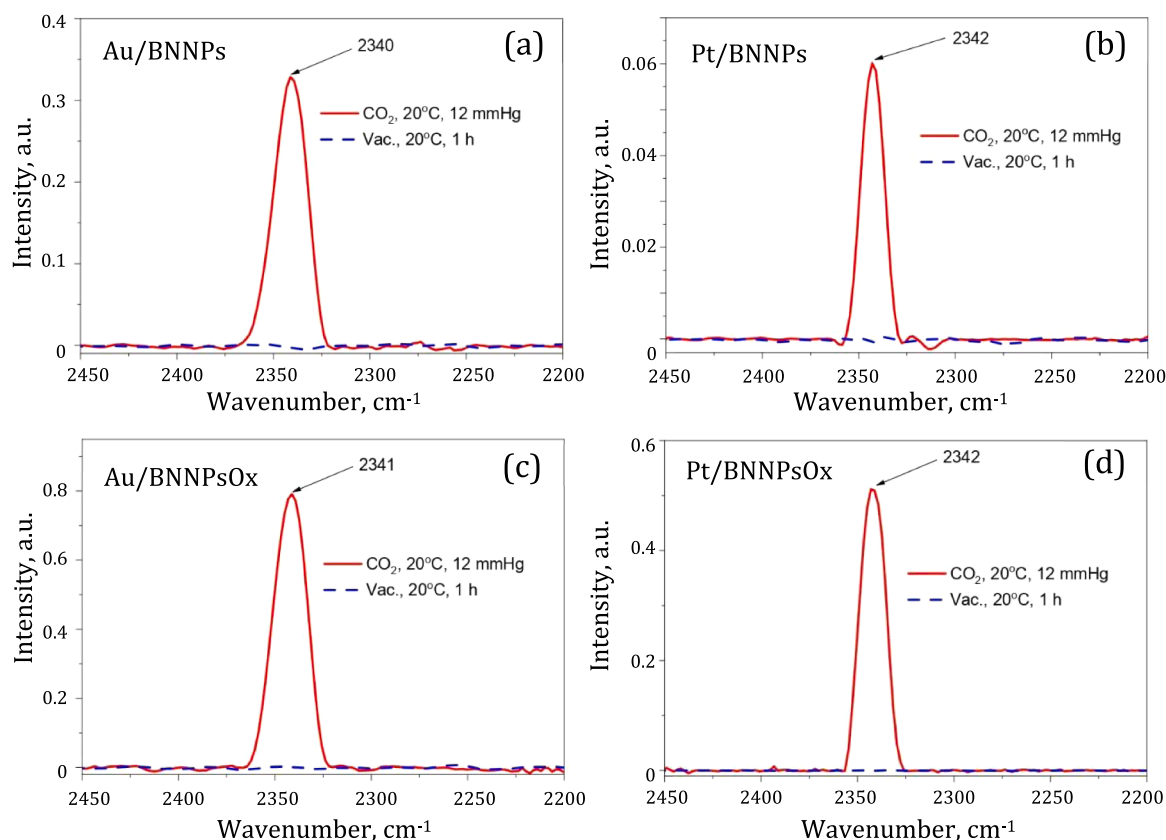 Au/BNNPs
(a)
2340
CO₂, 20°C, 12 mmHg
Vac., 20°C, 1 h
Intensity, a.u.
0.4
0.3
0.2
0.1
0
2450 2400 2350 2300 2250 2200
Wavenumber, cm⁻¹
Pt/BNNPs
(b)
2342
CO₂, 20°C, 12 mmHg
Vac., 20°C, 1 h
Intensity, a.u.
0.06
0.04
0.02
0
2450 2400 2350 2300 2250 2200
Wavenumber, cm⁻¹
Au/BNNPsOx
(c)
2341
CO₂, 20°C, 12 mmHg
Vac., 20°C, 1 h
Intensity, a.u.
0.8
0.6
0.4
0.2
0
2450 2400 2350 2300 2250 2200
Wavenumber, cm⁻¹
Pt/BNNPsOx
(d)
2342
CO₂, 20°C, 12 mmHg
Vac., 20°C, 1 h
Intensity, a.u.
0.6
0.4
0.2
0
2450 2400 2350 2300 2250 2200
Wavenumber, cm⁻¹